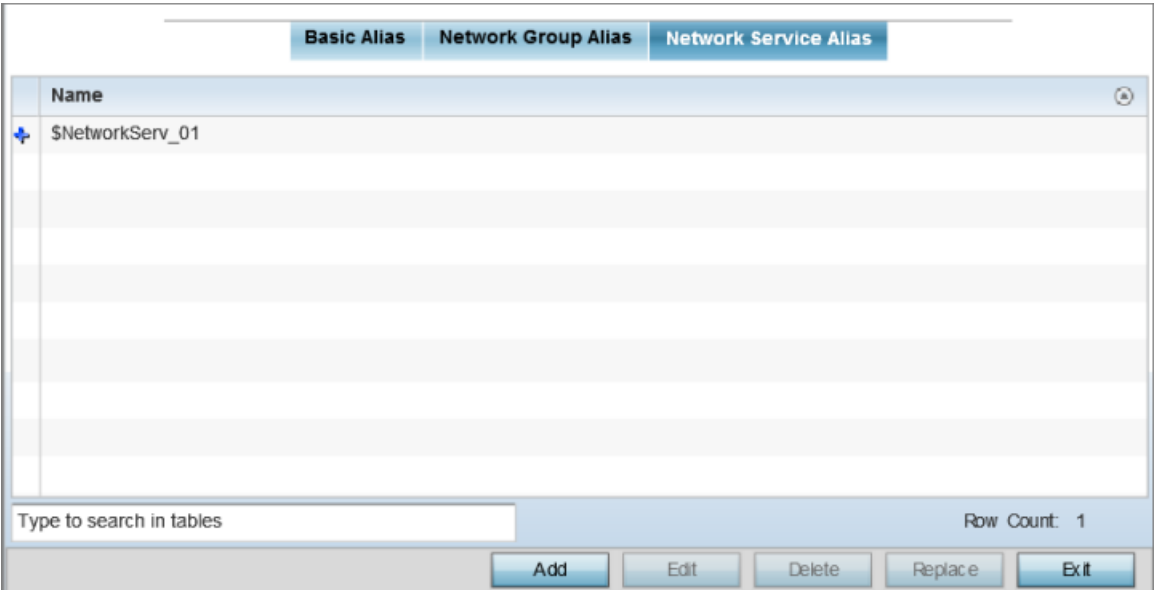 Basic Alias Network Group Alias Network Service Alias
Name
$NetworkServ_01
Type to search in tables Row Count: 1
Add Edit Delete Replace Exit